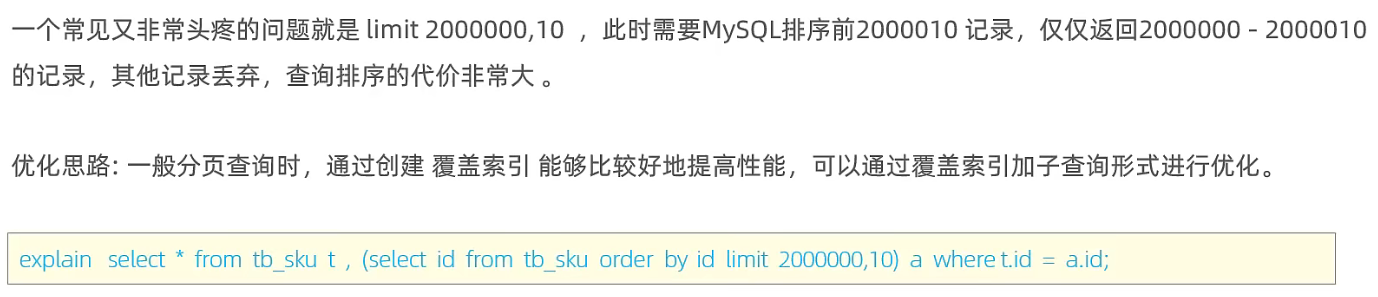 一个常见又非常头疼的问题就是 limit 2000000,10 ，此时需要MySQL排序前2000010 记录，仅仅返回2000000 - 2000010
的记录，其他记录丢弃，查询排序的代价非常大 。
优化思路: 一般分页查询时，通过创建 覆盖索引 能够比较好地提高性能，可以通过覆盖索引加子查询形式进行优化。
explain select * from tb_sku t , (select id from tb_sku order by id limit 2000000,10) a where t.id = a.id;